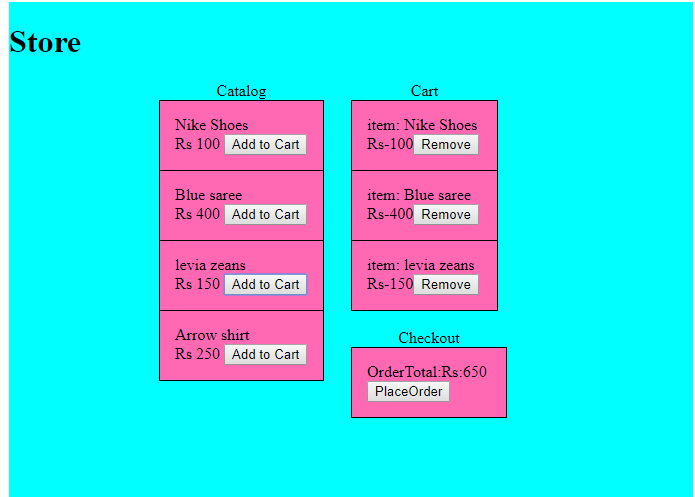 Store
Catalog
Nike Shoes
Rs 100 Add to Cart
Blue saree
Rs 400 Add to Cart
levia zeans
Rs 150 Add to Cart
Arrow shirt
Rs 250 Add to Cart
Cart
item: Nike Shoes
Rs-100 Remove
item: Blue saree
Rs-400 Remove
item: levia zeans
Rs-150 Remove
Checkout
OrderTotal:Rs:650
PlaceOrder